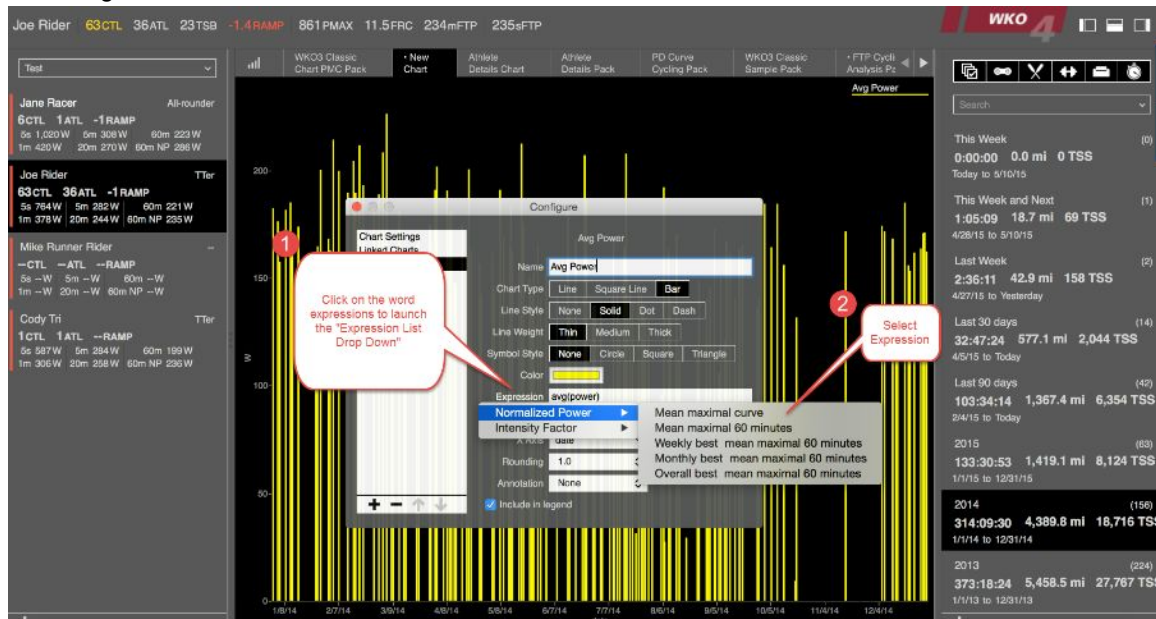 Joe Rider 63CTL 36ATL 23TSB -1.4RAMP 861PMAX 11.5FRC 234mFTP 235sFTP
WKO 4
Test
Jane Racer All-rounder
6CTL 1ATL -1RAMP
5s 1,020W 5m 308W 60m 223W
1m 420W 20m 270W 60m NP 286W
Joe Rider TTer
63CTL 36ATL -1RAMP
5s 764W 5m 282W 60m 221W
1m 378W 20m 244W 60m NP 235W
Mike Runner Rider --
--CTL --ATL --RAMP
5s --W 5m --W 60m --W
1m --W 20m --W 60m NP --W
Cody Tri TTer
1CTL 1ATL --RAMP
5s 587W 5m 284W 60m 199W
1m 306W 20m 258W 60m NP 236W
WKO3 Classic
Chart PMC Pack
• New
Chart
Athlete
Details Chart
Athlete
Details Pack
PD Curve
Cycling Pack
WKO3 Classic
Sample Pack
• FTP Cycli
Analysis Pa
Avg Power
200-
150-
100-
50-
0-
W
1/8/14 2/7/14 3/9/14 4/8/14 5/8/14 6/7/14 7/7/14 8/6/14 9/5/14 10/5/14 11/4/14 12/4/14
Configure
Chart Settings
Linked Charts
Avg Power
Name Avg Power
Chart Type Line Square Line Bar
Line Style None Solid Dot Dash
Line Weight Thin Medium Thick
Symbol Style None Circle Square Triangle
Color
Expression avg(power)
Normalized Power
Intensity Factor
Mean maximal curve
Mean maximal 60 minutes
Weekly best mean maximal 60 minutes
Monthly best mean maximal 60 minutes
Overall best mean maximal 60 minutes
X Axis date
Rounding 1.0
Annotation None
Include in legend
1
Click on the word
expressions to launch
the "Expression List
Drop Down"
2
Select
Expression
Search
This Week (0)
0:00:00 0.0 mi 0 TSS
Today to 5/10/15
This Week and Next (1)
1:05:09 18.7 mi 69 TSS
4/28/15 to 5/10/15
Last Week (2)
2:36:11 42.9 mi 158 TSS
4/27/15 to Yesterday
Last 30 days (14)
32:47:24 577.1 mi 2,044 TSS
4/5/15 to Today
Last 90 days (42)
103:34:14 1,367.4 mi 6,354 TSS
2/4/15 to Today
2015 (63)
133:30:53 1,419.1 mi 8,124 TSS
1/1/15 to 12/31/15
2014 (156)
314:09:30 4,389.8 mi 18,716 TSS
1/1/14 to 12/31/14
2013 (224)
373:18:24 5,458.5 mi 27,767 TSS
1/1/13 to 12/31/13